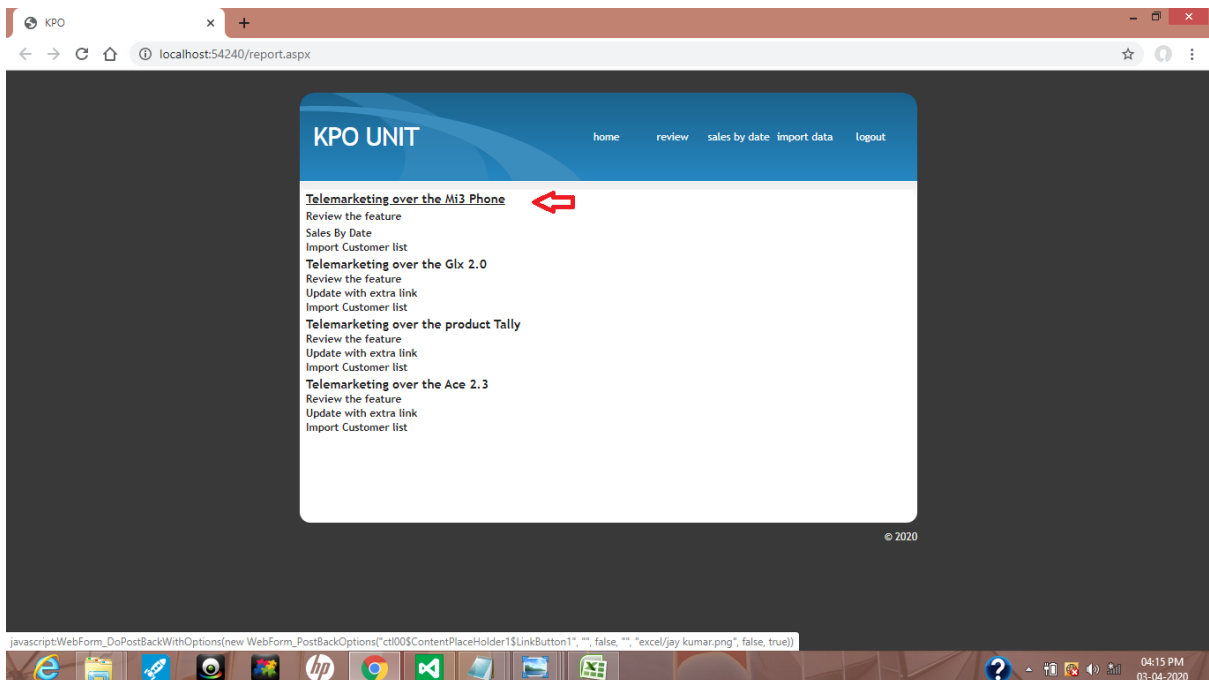 KPO
localhost:54240/report.aspx
KPO UNIT
home review sales by date import data logout
Telemarketing over the Mi3 Phone
Review the feature
Sales By Date
Import Customer list
Telemarketing over the Glx 2.0
Review the feature
Update with extra link
Import Customer list
Telemarketing over the product Tally
Review the feature
Update with extra link
Import Customer list
Telemarketing over the Ace 2.3
Review the feature
Update with extra link
Import Customer list
© 2020
javascript:WebForm_DoPostBackWithOptions(new WebForm_PostBackOptions("ctl00$ContentPlaceHolder1$LinkButton1", "", false, "", "excel/jay kumar.png", false, true))
hp
04:15 PM
03-04-2020